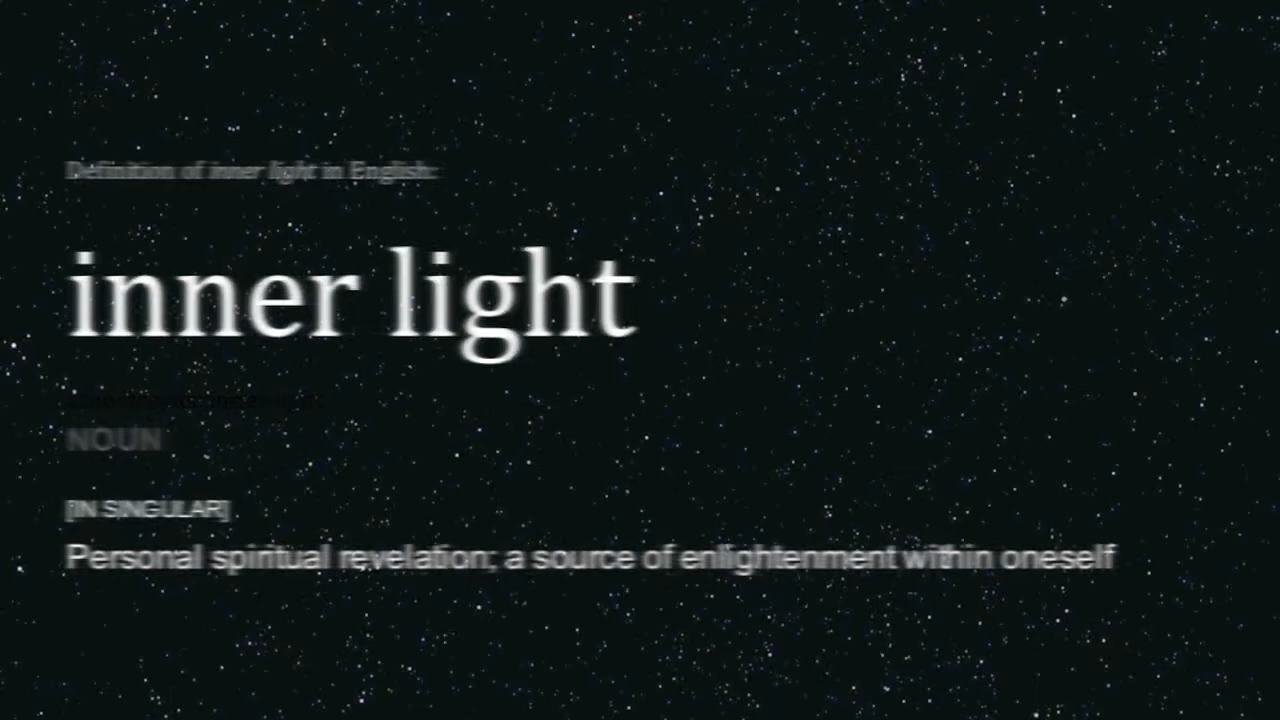 Definition of inner light in English:
inner light
NOUN
[IN SINGULAR]
Personal spiritual revelation; a source of enlightenment within oneself